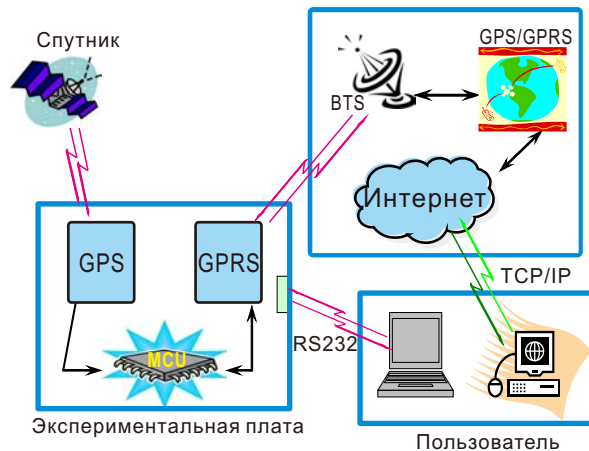 Спутник
GPS/GPRS
BTS
Интернет
GPS
GPRS
TCP/IP
MCU
RS232
Экспериментальная плата
Пользователь